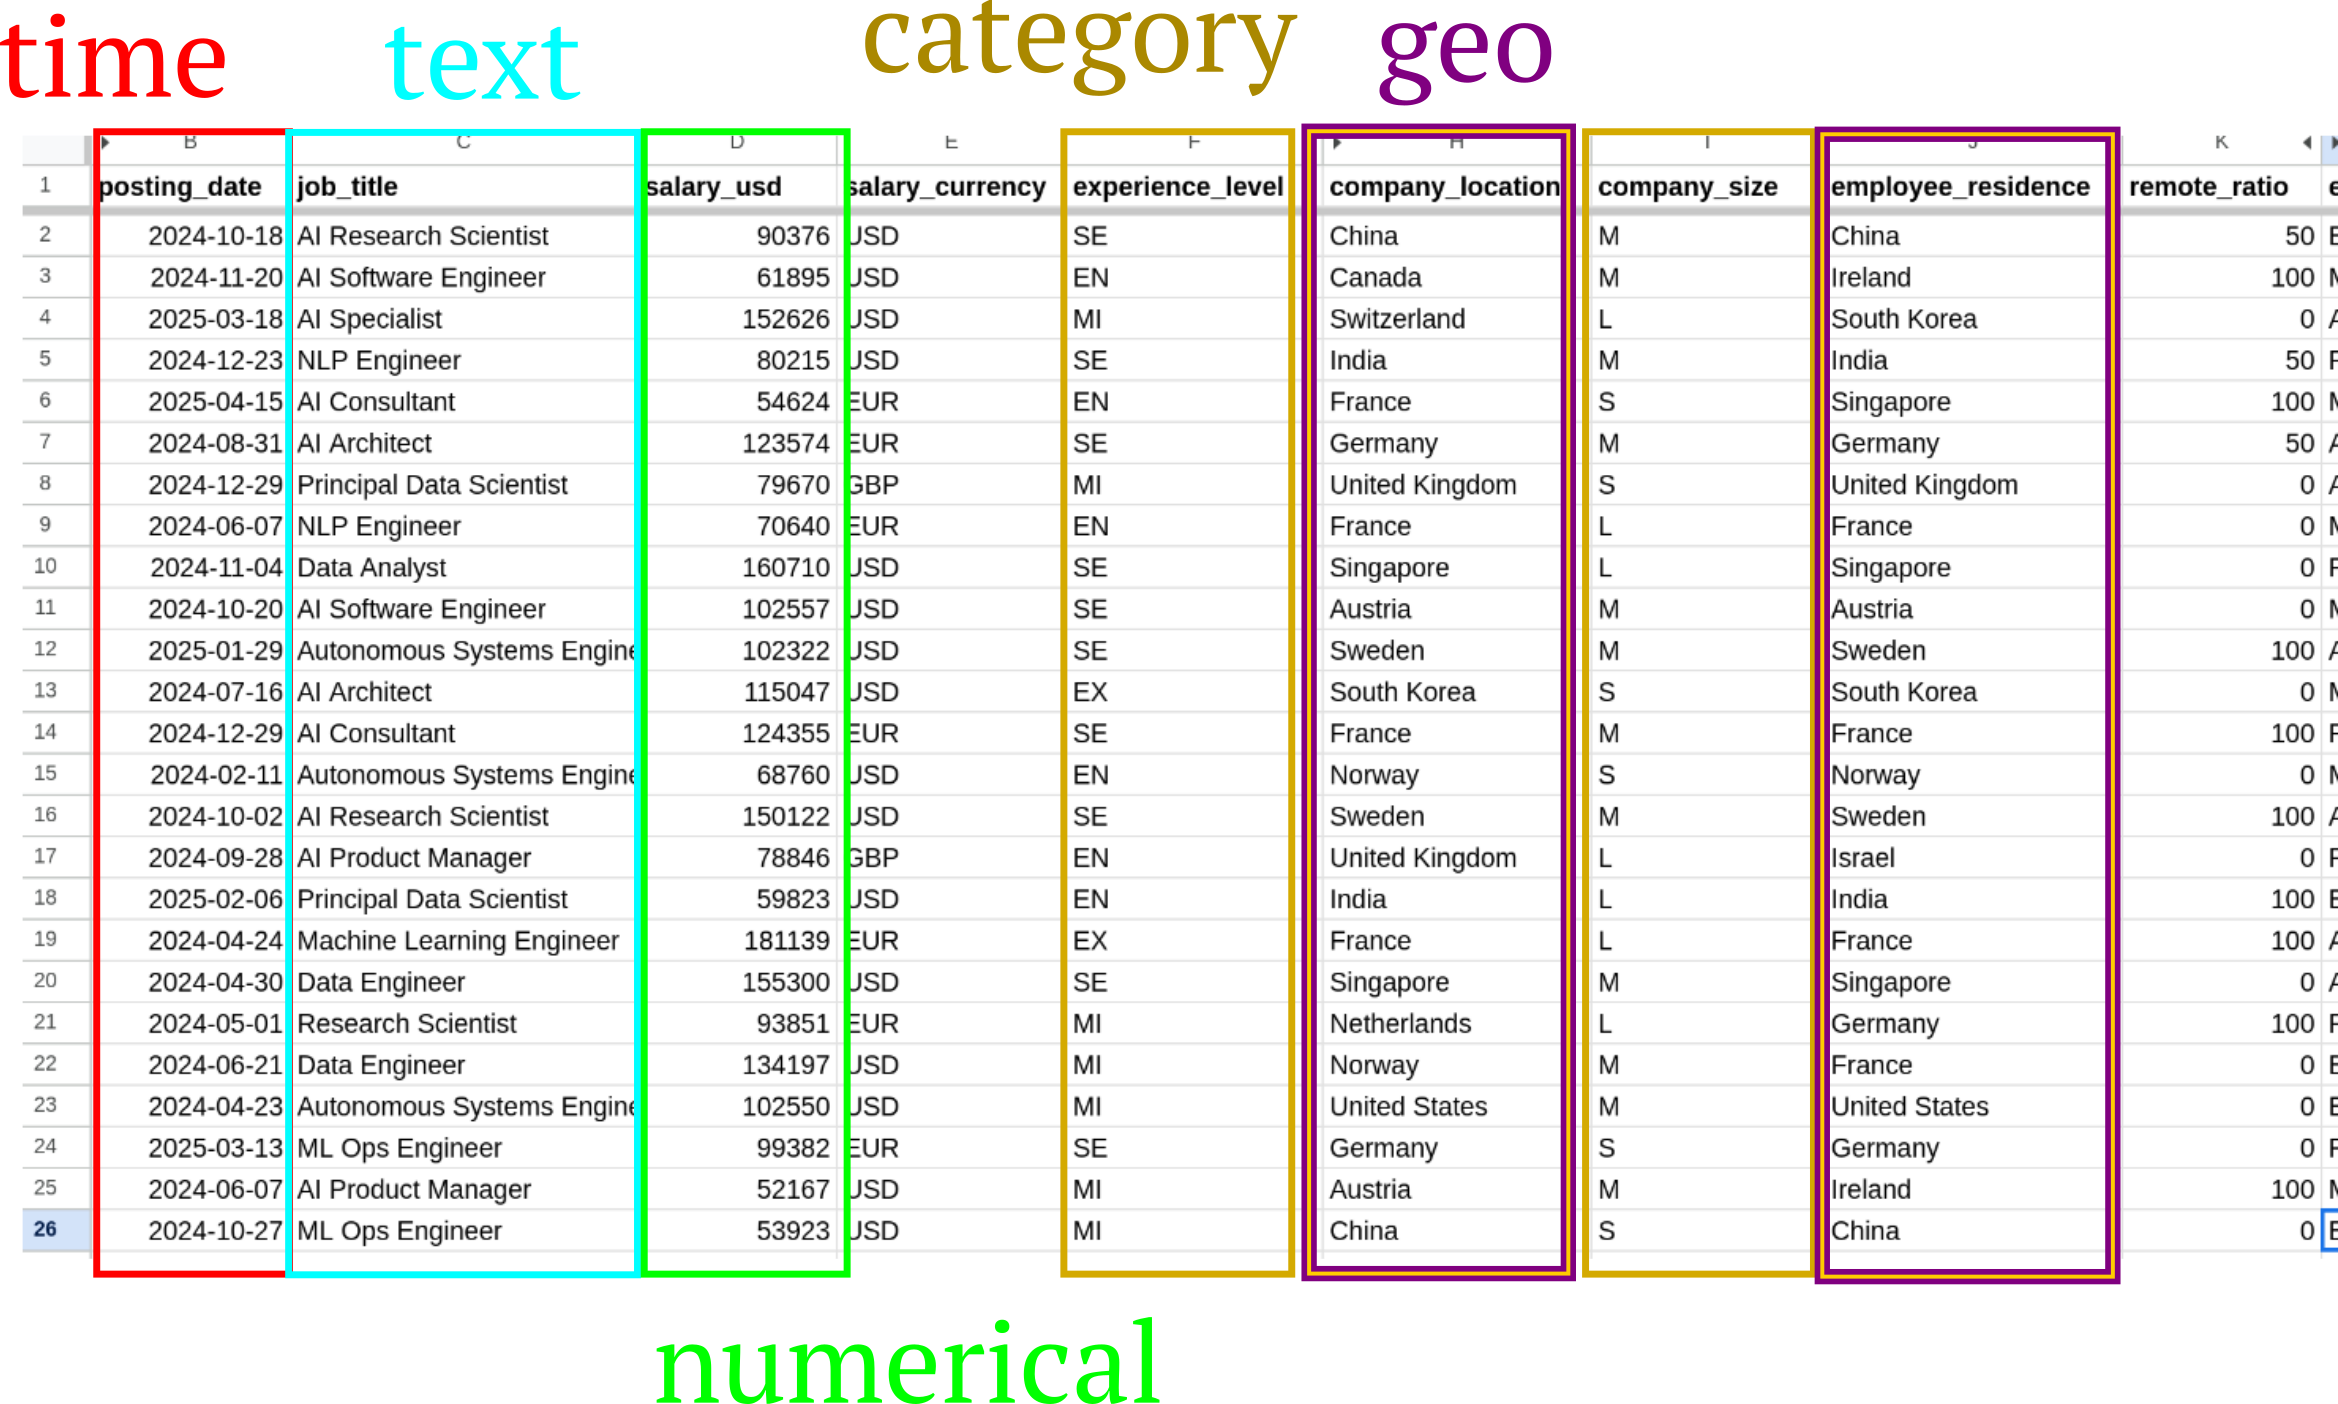 time text category geo
B C D E F H I J K
1 posting_date job_title salary_usd salary_currency experience_level company_location company_size employee_residence remote_ratio
2 2024-10-18 AI Research Scientist 90376 USD SE China M China 50
3 2024-11-20 AI Software Engineer 61895 USD EN Canada M Ireland 100
4 2025-03-18 AI Specialist 152626 USD MI Switzerland L South Korea 0
5 2024-12-23 NLP Engineer 80215 USD SE India M India 50
6 2025-04-15 AI Consultant 54624 EUR EN France S Singapore 100
7 2024-08-31 AI Architect 123574 EUR SE Germany M Germany 50
8 2024-12-29 Principal Data Scientist 79670 GBP MI United Kingdom S United Kingdom 0
9 2024-06-07 NLP Engineer 70640 EUR EN France L France 0
10 2024-11-04 Data Analyst 160710 USD SE Singapore L Singapore 0
11 2024-10-20 AI Software Engineer 102557 USD SE Austria M Austria 0
12 2025-01-29 Autonomous Systems Engine 102322 USD SE Sweden M Sweden 100
13 2024-07-16 AI Architect 115047 USD EX South Korea S South Korea 0
14 2024-12-29 AI Consultant 124355 EUR SE France M France 100
15 2024-02-11 Autonomous Systems Engine 68760 USD EN Norway S Norway 0
16 2024-10-02 AI Research Scientist 150122 USD SE Sweden M Sweden 100
17 2024-09-28 AI Product Manager 78846 GBP EN United Kingdom L Israel 0
18 2025-02-06 Principal Data Scientist 59823 USD EN India L India 100
19 2024-04-24 Machine Learning Engineer 181139 EUR EX France L France 100
20 2024-04-30 Data Engineer 155300 USD SE Singapore M Singapore 0
21 2024-05-01 Research Scientist 93851 EUR MI Netherlands L Germany 100
22 2024-06-21 Data Engineer 134197 USD MI Norway M France 0
23 2024-04-23 Autonomous Systems Engine 102550 USD MI United States M United States 0
24 2025-03-13 ML Ops Engineer 99382 EUR SE Germany S Germany 0
25 2024-06-07 AI Product Manager 52167 USD MI Austria M Ireland 100
26 2024-10-27 ML Ops Engineer 53923 USD MI China S China 0
numerical